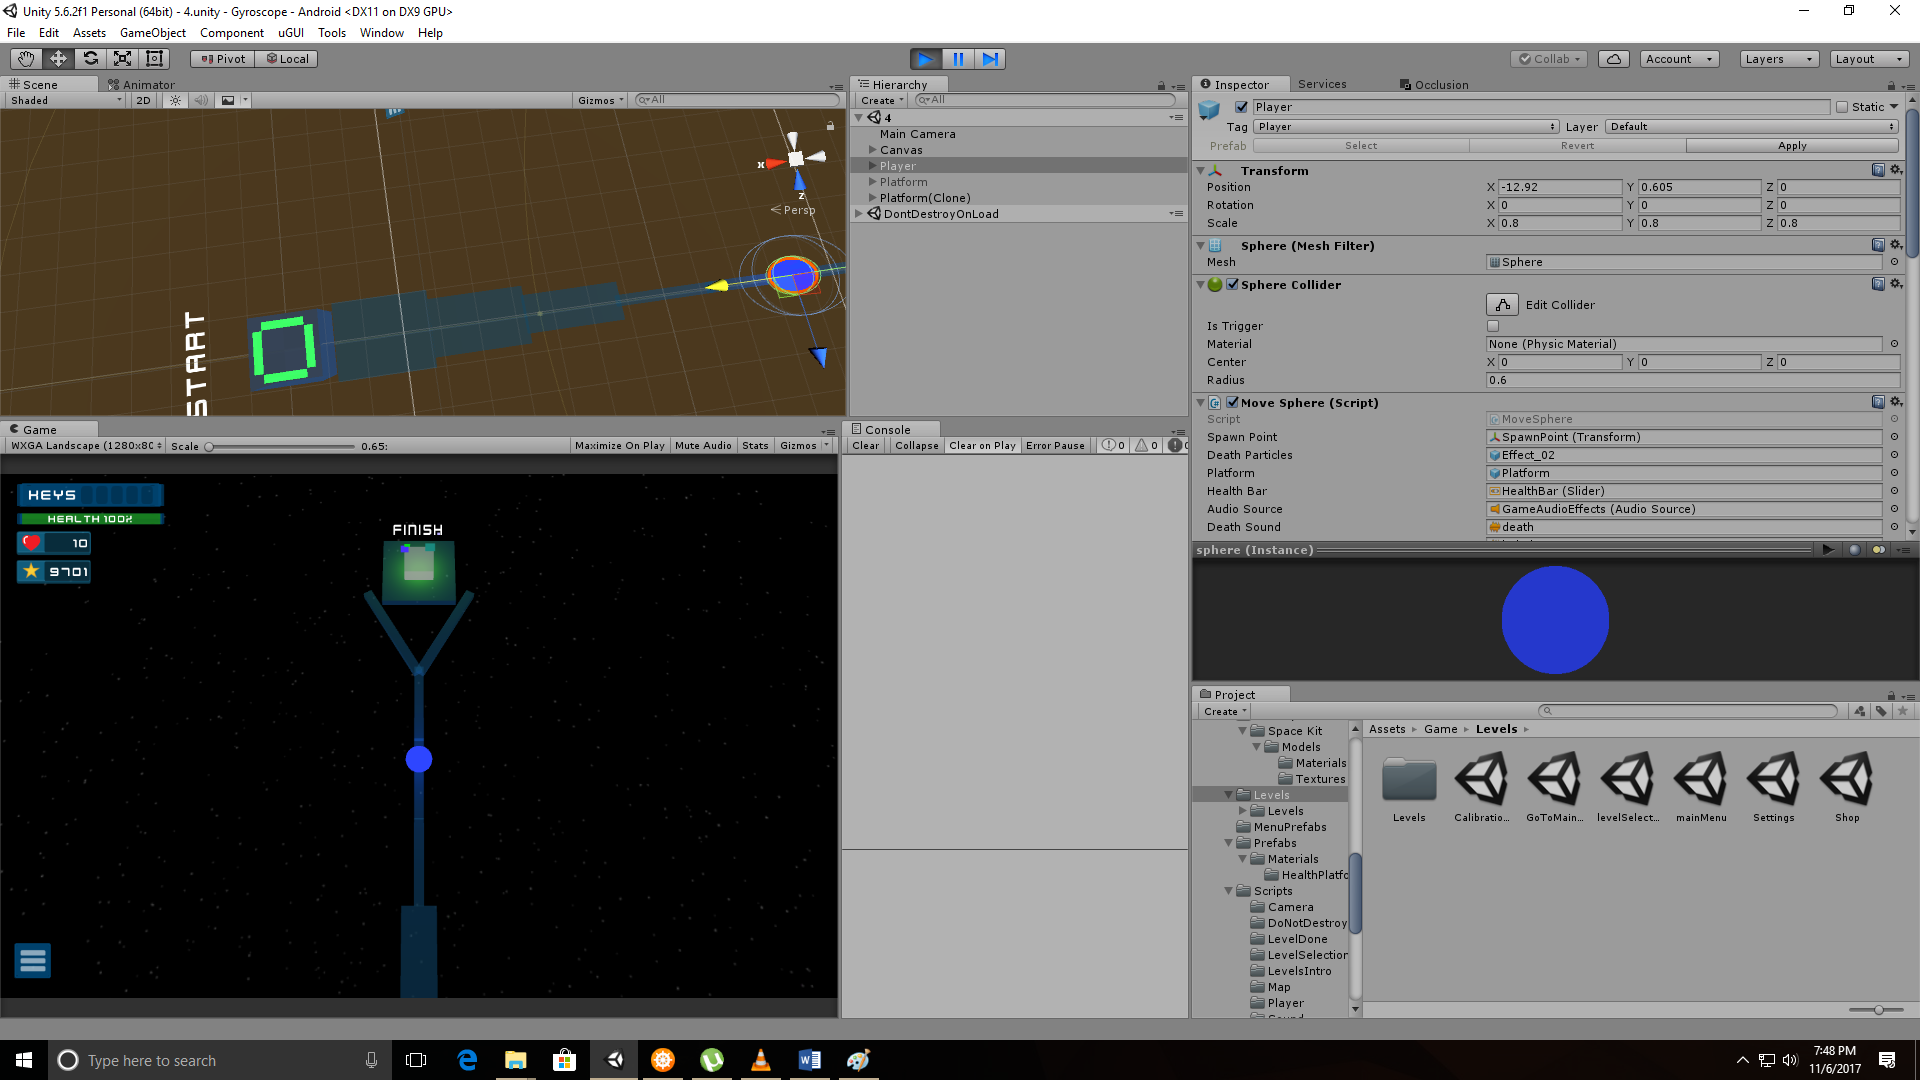 Unity 5.6.2f1 Personal (64bit) - 4.unity - Gyroscope - Android <DX11 on DX9 GPU>
File Edit Assets GameObject Component uGUI Tools Window Help
Pivot Local Collab Account Layers Layout
Scene Animator
Shaded 2D Gizmos All
x z
Persp
START
Hierarchy
Create All
4
Main Camera
Canvas
Player
Platform
Platform(Clone)
DontDestroyOnLoad
Inspector Services Occlusion
Player Static
Tag Player Layer Default
Prefab Select Revert Apply
Transform
Position X -12.92 Y 0.605 Z 0
Rotation X 0 Y 0 Z 0
Scale X 0.8 Y 0.8 Z 0.8
Sphere (Mesh Filter)
Mesh Sphere
Sphere Collider
Edit Collider
Is Trigger
Material None (Physic Material)
Center X 0 Y 0 Z 0
Radius 0.6
Move Sphere (Script)
Script MoveSphere
Spawn Point SpawnPoint (Transform)
Death Particles Effect_02
Platform Platform
Health Bar HealthBar (Slider)
Audio Source GameAudioEffects (Audio Source)
Death Sound death
sphere (Instance)
Game
WXGA Landscape (1280x80 Scale 0.65: Maximize On Play Mute Audio Stats Gizmos
KEYS
HEALTH 100%
10
9701
FINISH
Console
Clear Collapse Clear on Play Error Pause 0 0
Project
Create
Space Kit
Models
Materials
Textures
Levels
Levels
MenuPrefabs
Prefabs
Materials
HealthPlatfo
Scripts
Camera
DoNotDestroy
LevelDone
LevelSelection
LevelsIntro
Map
Player
Assets Game Levels
Levels Calibratio... GoToMain... levelSelect... mainMenu Settings Shop
Type here to search
7:48 PM
11/6/2017